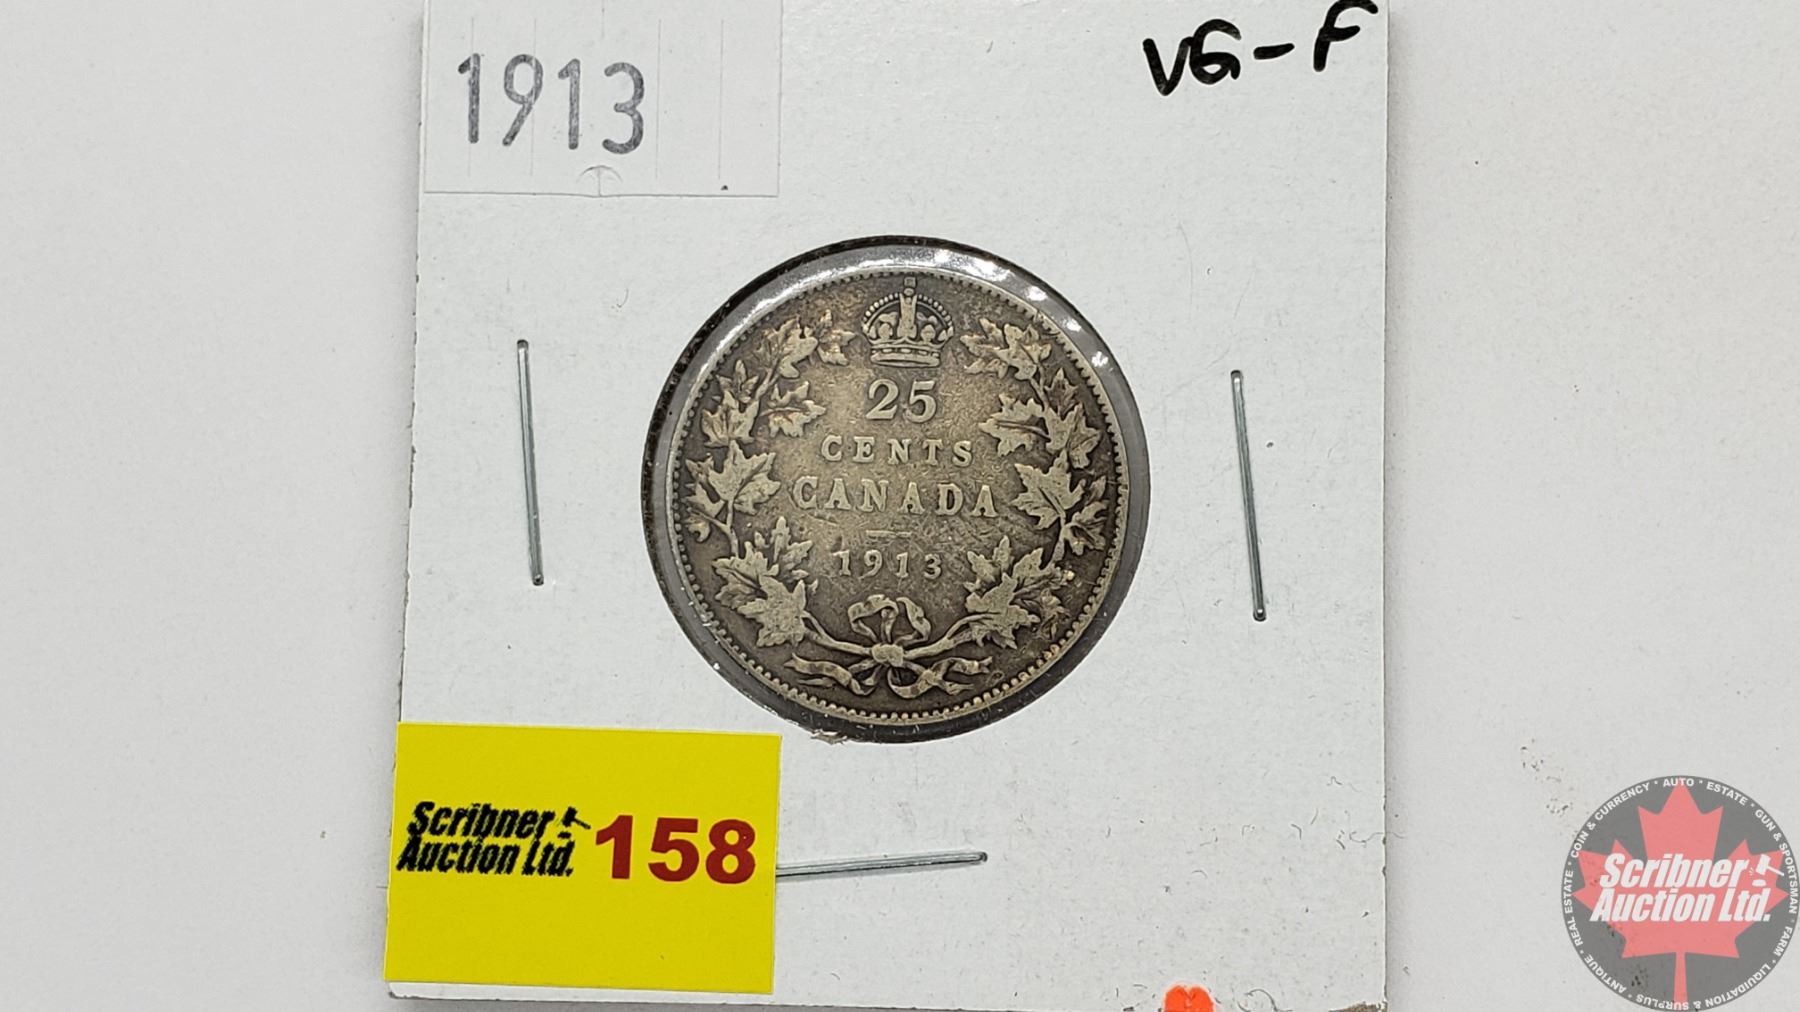 1913
VG-F
25
CENTS
CANADA
1913
Scribner
Auction Ltd.
158
Scribner
Auction Ltd.
COIN & CURRENCY * AUTO * ESTATE * GUN & SPORTSMAN * FARM * LIQUIDATION & SURPLUS * ANTIQUE * REAL ESTATE *